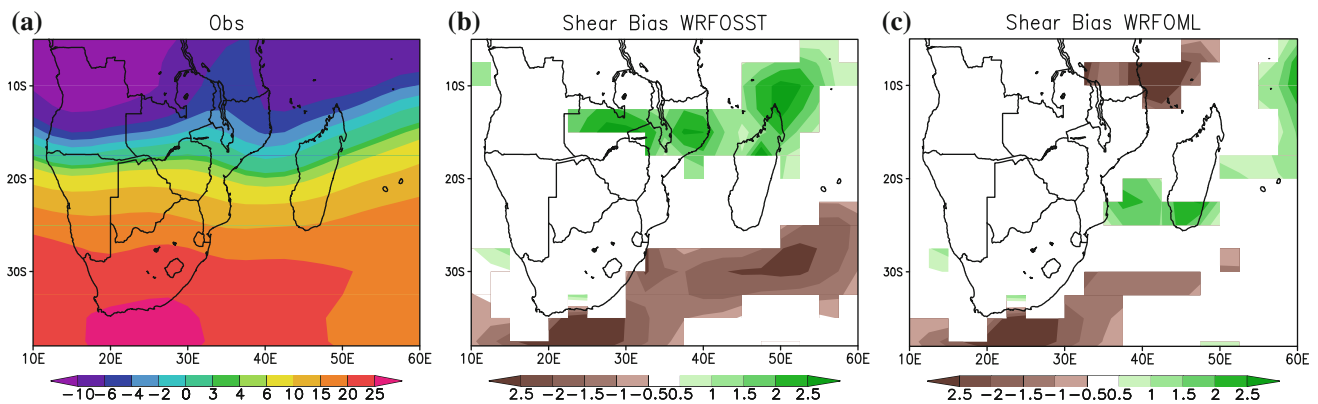 (a) Obs
(b) Shear Bias WRFOSST
(c) Shear Bias WRFOML
10S
20S
30S
10E 20E 30E 40E 50E 60E
10S
20S
30S
10E 20E 30E 40E 50E 60E
10S
20S
30S
10E 20E 30E 40E 50E 60E
−10 −6 −4 −2 0 3 4 6 10 15 20 25
2.5 −2 −1.5 −1 −0.5 0.5 1 1.5 2 2.5
2.5 −2 −1.5 −1 −0.5 0.5 1 1.5 2 2.5